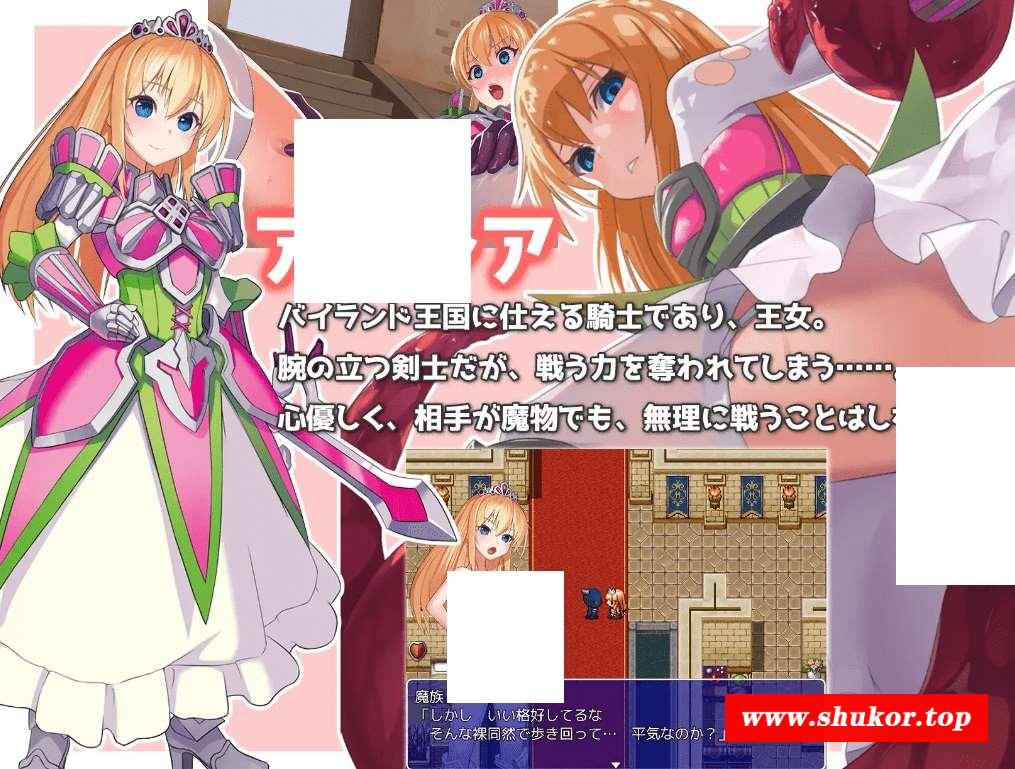 ア
ア
バイランド王国に仕える騎士であり、王女。
腕の立つ剣士だが、戦う力を奪われてしまう……。
心優しく、相手が魔物でも、無理に戦うことはし
魔族
「しかし　いい格好してるな
そんな裸同然で歩き回って…　平気なのか？」
www.shukor.top